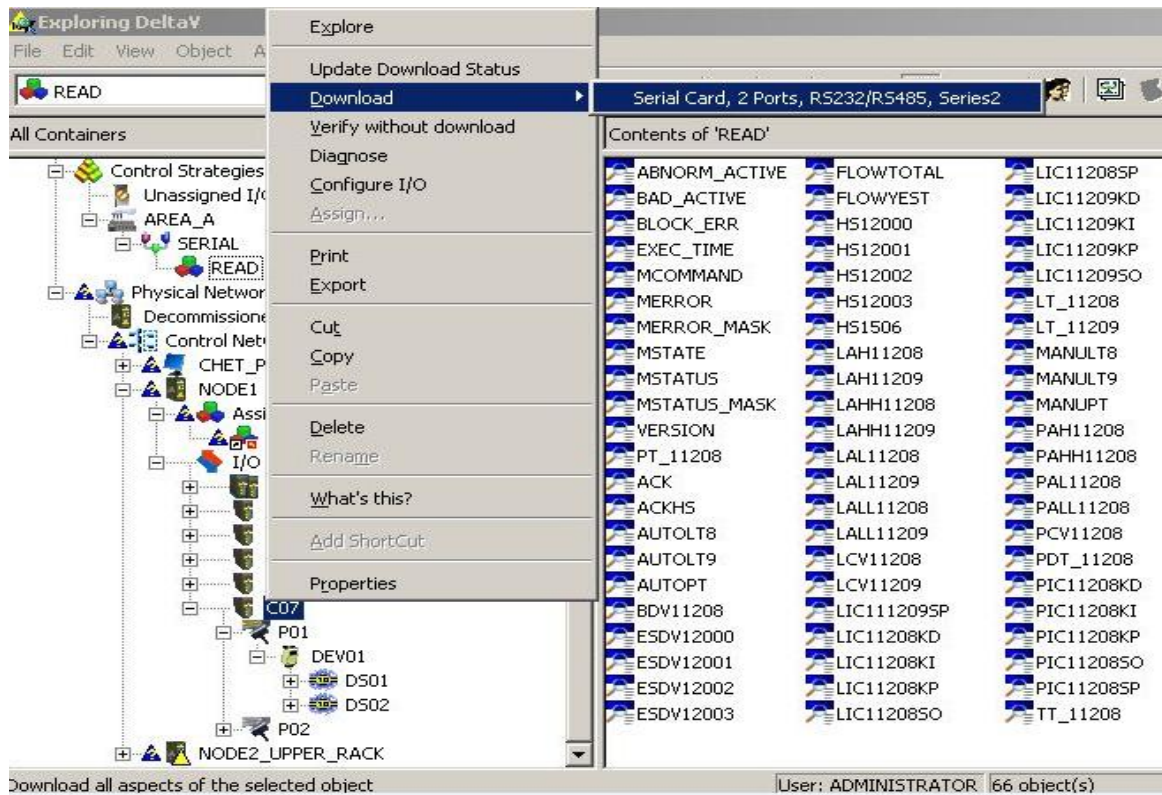 Exploring DeltaV
File Edit View Object A
READ
All Containers
Control Strategies
Unassigned I/
AREA_A
SERIAL
READ
Physical Networ
Decommissione
Control Net
CHET_P
NODE1
Assi
I/O
C07
P01
DEV01
DS01
DS02
P02
NODE2_UPPER_RACK
Explore
Update Download Status
Download
Verify without download
Diagnose
Configure I/O
Assign...
Print
Export
Cut
Copy
Paste
Delete
Rename
What's this?
Add ShortCut
Properties
Serial Card, 2 Ports, RS232/RS485, Series2
Contents of 'READ'
ABNORM_ACTIVE
BAD_ACTIVE
BLOCK_ERR
EXEC_TIME
MCOMMAND
MERROR
MERROR_MASK
MSTATE
MSTATUS
MSTATUS_MASK
VERSION
PT_11208
ACK
ACKHS
AUTOLT8
AUTOLT9
AUTOPT
BDV11208
ESDV12000
ESDV12001
ESDV12002
ESDV12003
FLOWTOTAL
FLOWYEST
HS12000
HS12001
HS12002
HS12003
HS1506
LAH11208
LAH11209
LAHH11208
LAHH11209
LAL11208
LAL11209
LALL11208
LALL11209
LCV11208
LCV11209
LIC111209SP
LIC11208KD
LIC11208KI
LIC11208KP
LIC11208SO
LIC11208SP
LIC11209KD
LIC11209KI
LIC11209KP
LIC11209SO
LT_11208
LT_11209
MANULT8
MANULT9
MANUPT
PAH11208
PAHH11208
PAL11208
PALL11208
PCV11208
PDT_11208
PIC11208KD
PIC11208KI
PIC11208KP
PIC11208SO
PIC11208SP
TT_11208
Download all aspects of the selected object
User: ADMINISTRATOR 66 object(s)